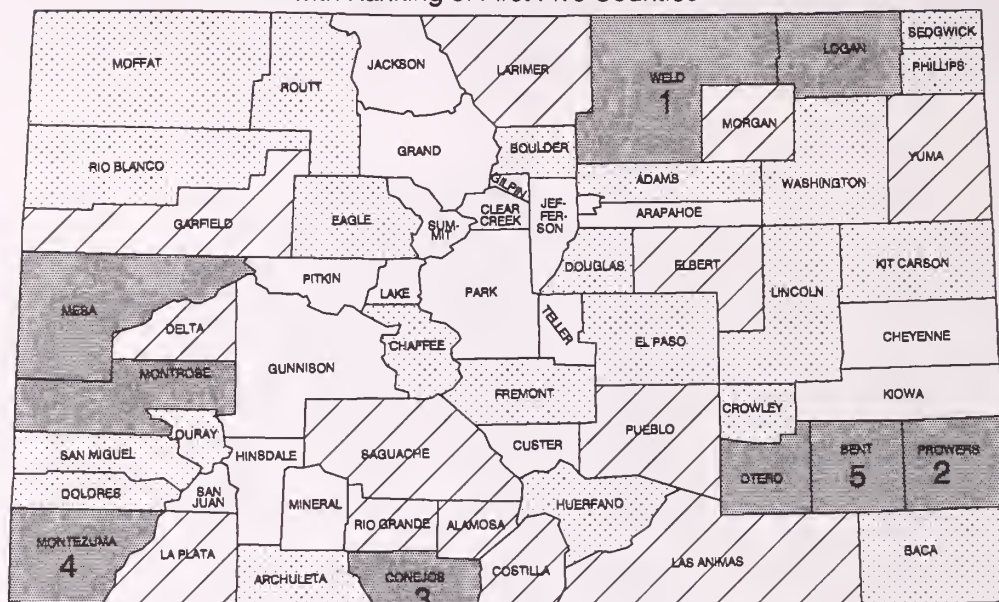 with Ranking of First Five Counties
MOFFAT
ROUTT
JACKSON
LARIMER
WELD
1
LOGAN
SEDGWICK
PHILLIPS
MORGAN
RIO BLANCO
GRAND
BOULDER
YUMA
GILPIN
ADAMS
WASHINGTON
GARFIELD
EAGLE
SUM-
MIT
CLEAR
CREEK
JEF-
FER-
SON
ARAPAHOE
DOUGLAS
ELBERT
KIT CARSON
LINCOLN
PITKIN
LAKE
PARK
MESA
DELTA
CHAFFEE
TELLER
EL PASO
CHEYENNE
GUNNISON
MONTROSE
FREMONT
KIOWA
CROWLEY
OURAY
SAN MIGUEL
HINSDALE
SAGUACHE
CUSTER
PUEBLO
OTERO
BENT
5
PROWERS
2
DOLORES
SAN
JUAN
MINERAL
RIO GRANDE
ALAMOSA
HUERFANO
MONTEZUMA
4
LA PLATA
ARCHULETA
CONEJOS
3
COSTILLA
LAS ANIMAS
BACA